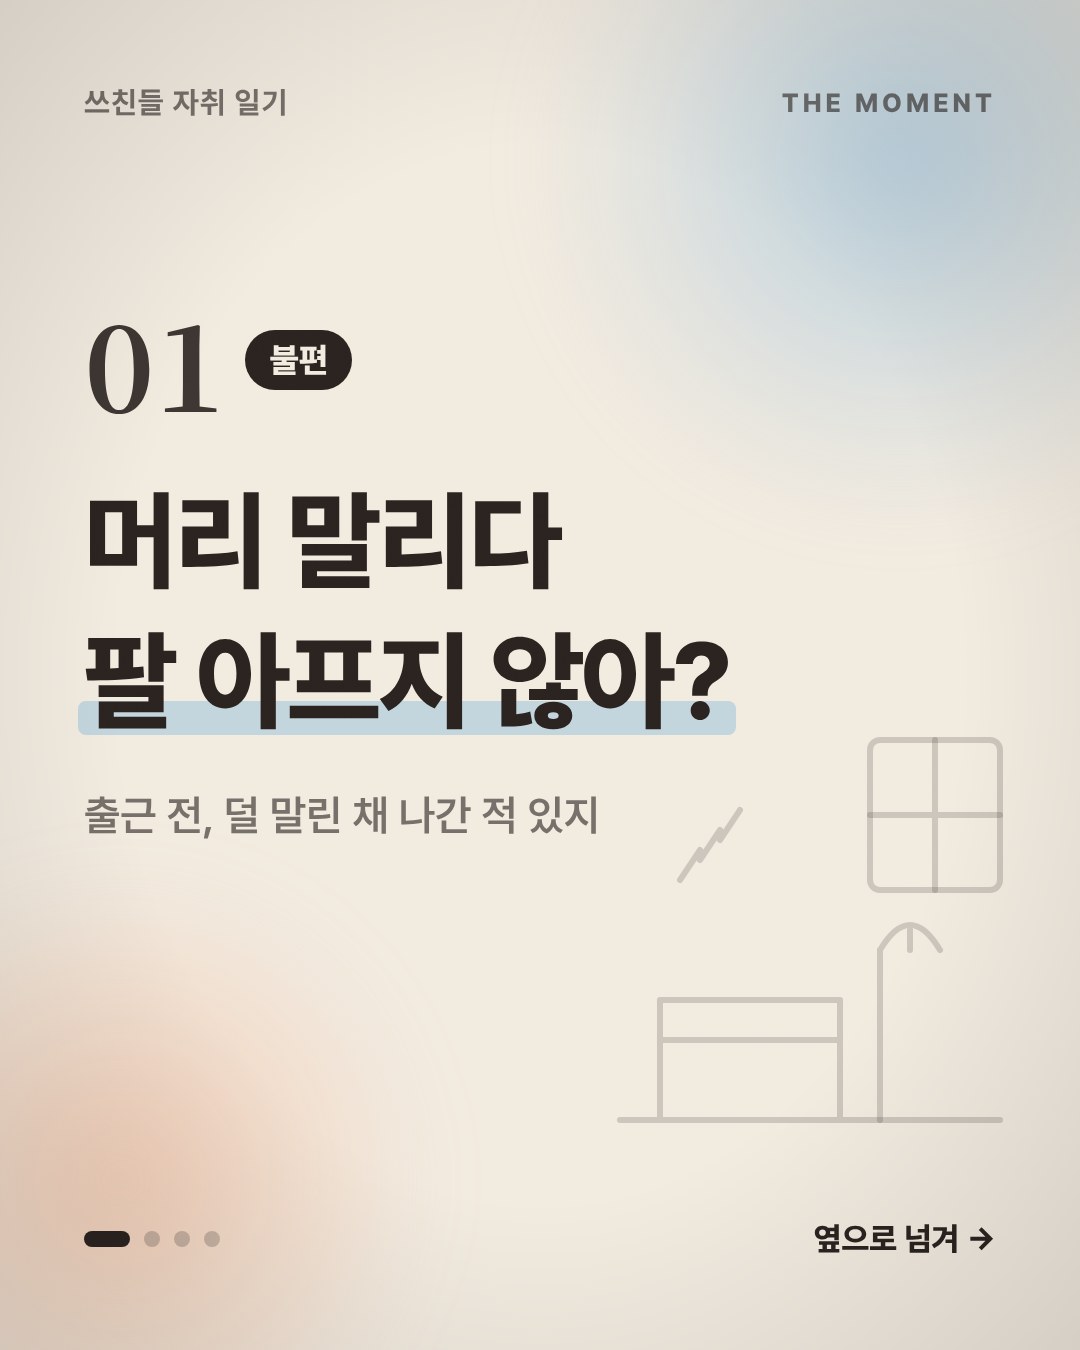 쓰친들 자취 일기
THE MOMENT
01 불편
머리 말리다
팔 아프지 않아?
출근 전, 덜 말린 채 나간 적 있지
옆으로 넘겨 →